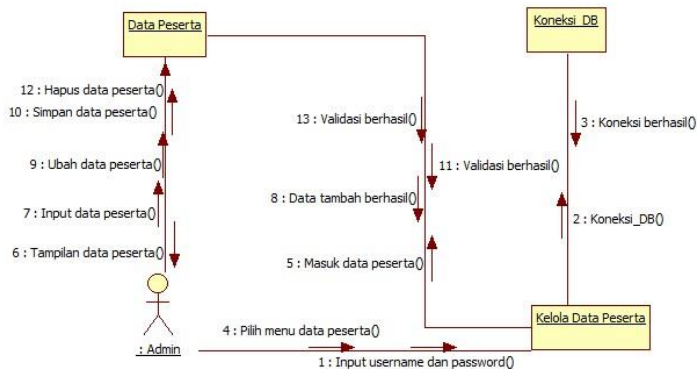 Data Peserta
Koneksi_DB
12 : Hapus data peserta()
10 : Simpan data peserta()
13 : Validasi berhasil()
3 : Koneksi berhasil()
9 : Ubah data peserta()
11 : Validasi berhasil()
8 : Data tambah berhasil()
7 : Input data peserta()
2 : Koneksi_DB()
6 : Tampilan data peserta()
5 : Masuk data peserta()
Kelola Data Peserta
4 : Pilih menu data peserta()
: Admin
1 : Input username dan password()